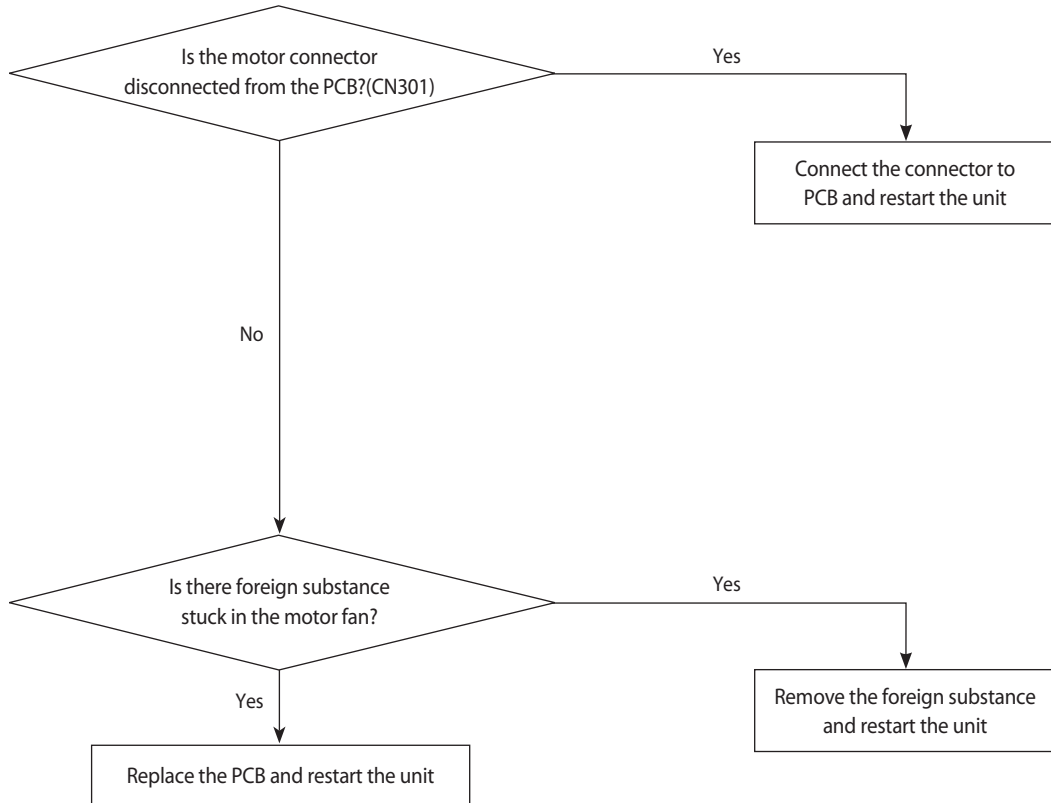 Is the motor connector
disconnected from the PCB?(CN301)
Yes
Connect the connector to
PCB and restart the unit
No
Is there foreign substance
stuck in the motor fan?
Yes
Remove the foreign substance
and restart the unit
Yes
Replace the PCB and restart the unit